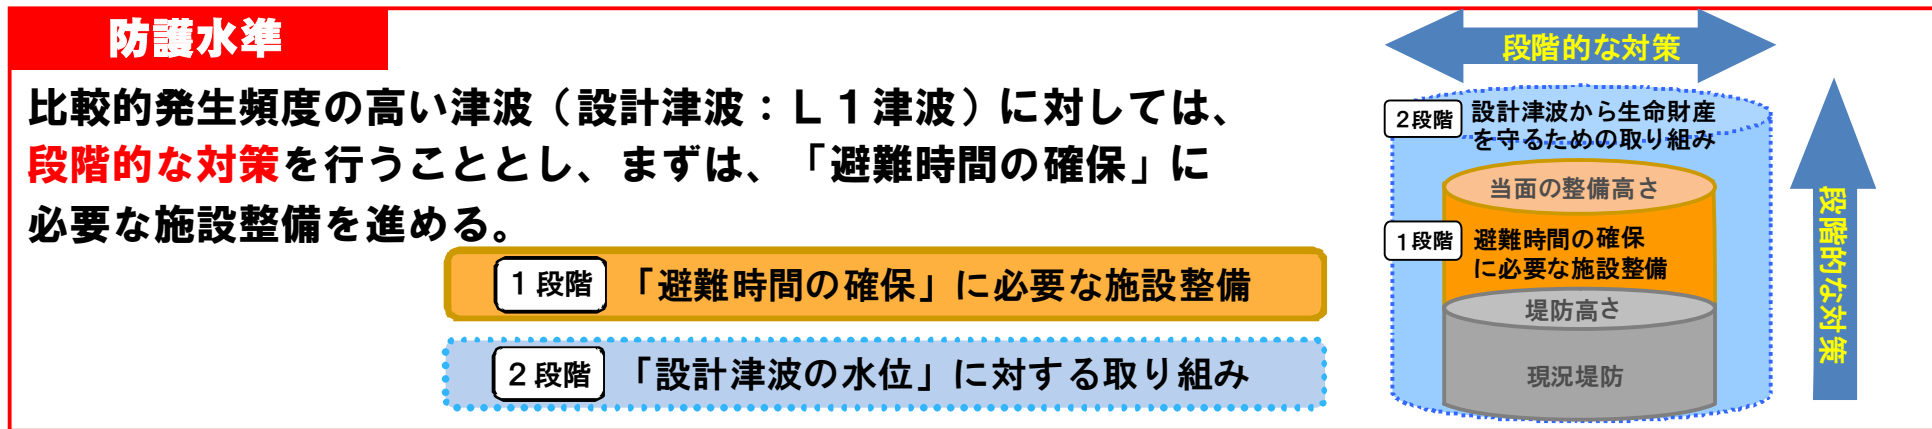 防護水準
比較的発生頻度の高い津波（設計津波：Ｌ１津波）に対しては、
段階的な対策を行うこととし、まずは、「避難時間の確保」に
必要な施設整備を進める。
１段階 「避難時間の確保」に必要な施設整備
２段階 「設計津波の水位」に対する取り組み
段階的な対策
２段階 設計津波から生命財産
を守るための取り組み
当面の整備高さ
１段階 避難時間の確保
に必要な施設整備
堤防高さ
現況堤防
段階的な対策